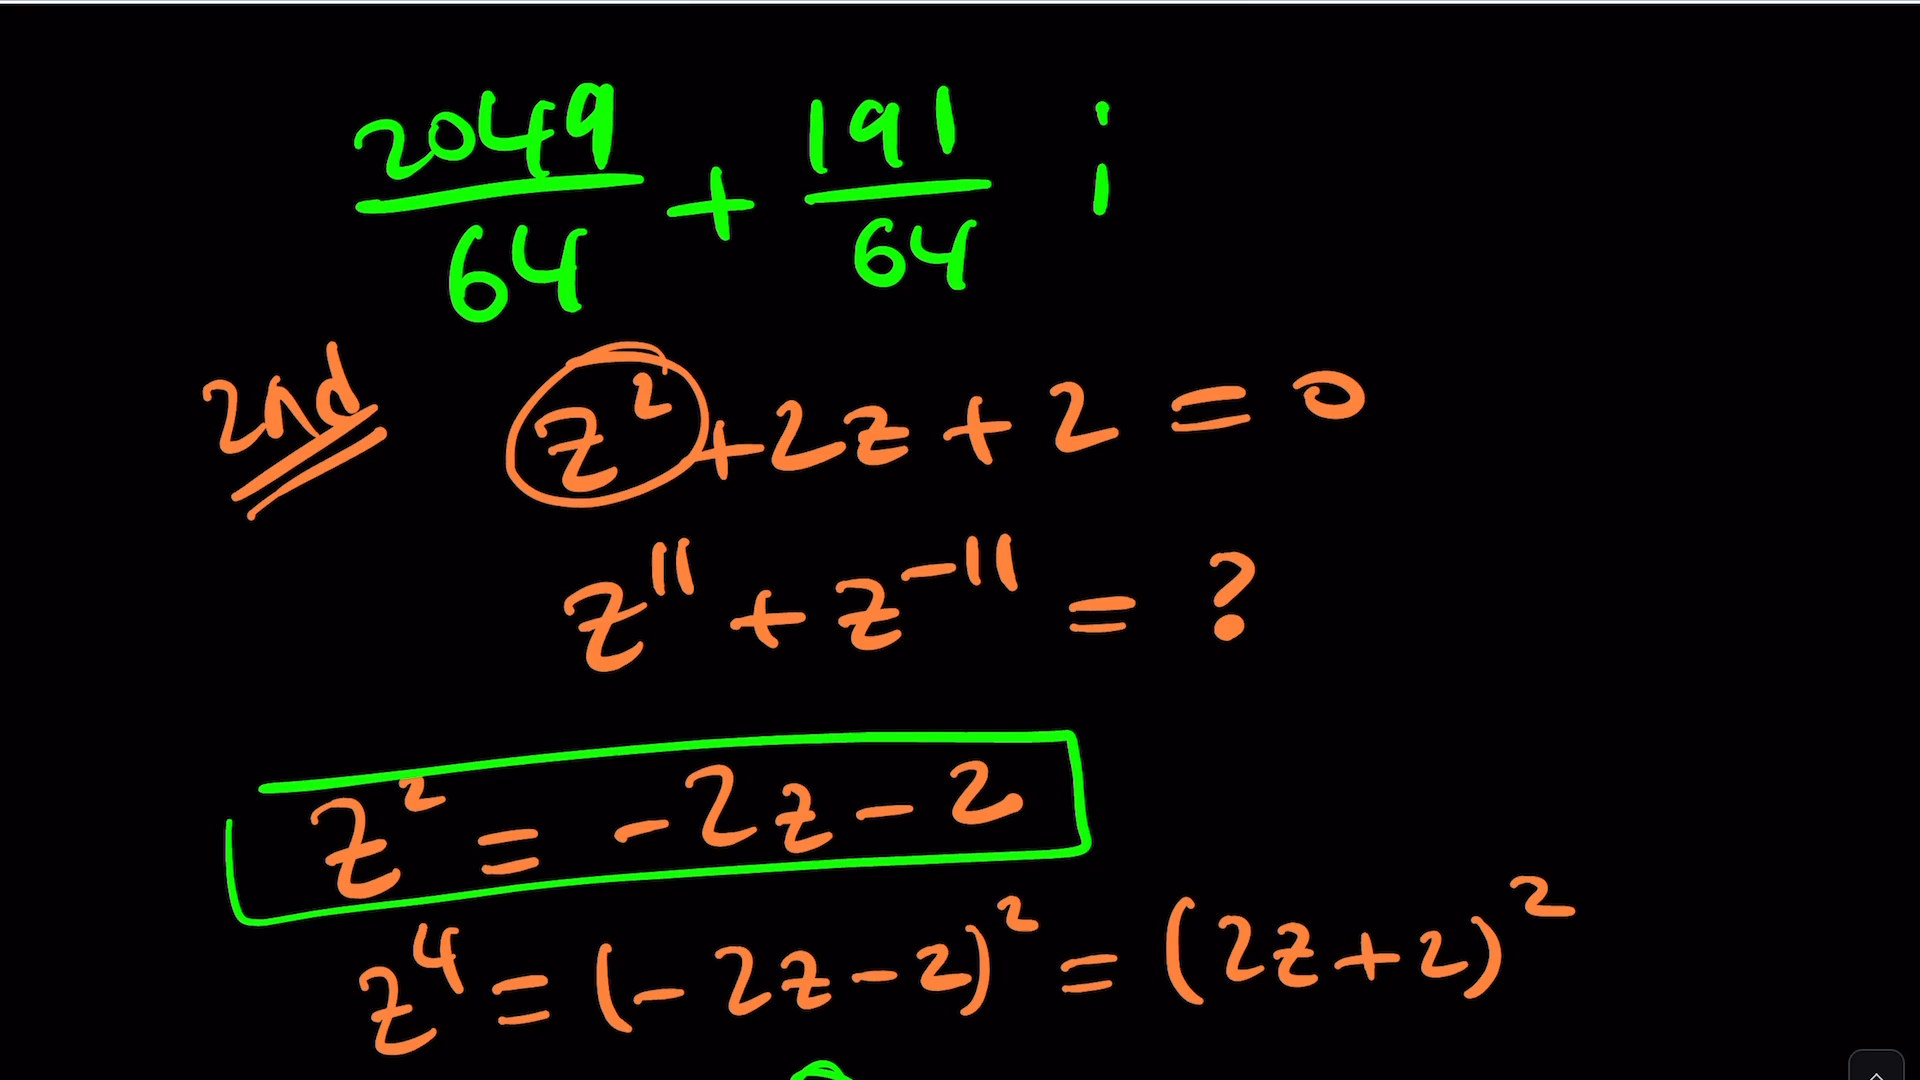 2049/64 + 191/64 i
2nd z² + 2z + 2 = 0
z¹¹ + z⁻¹¹ = ?
z² = -2z - 2
z⁴ = (-2z-2)² = (2z+2)²